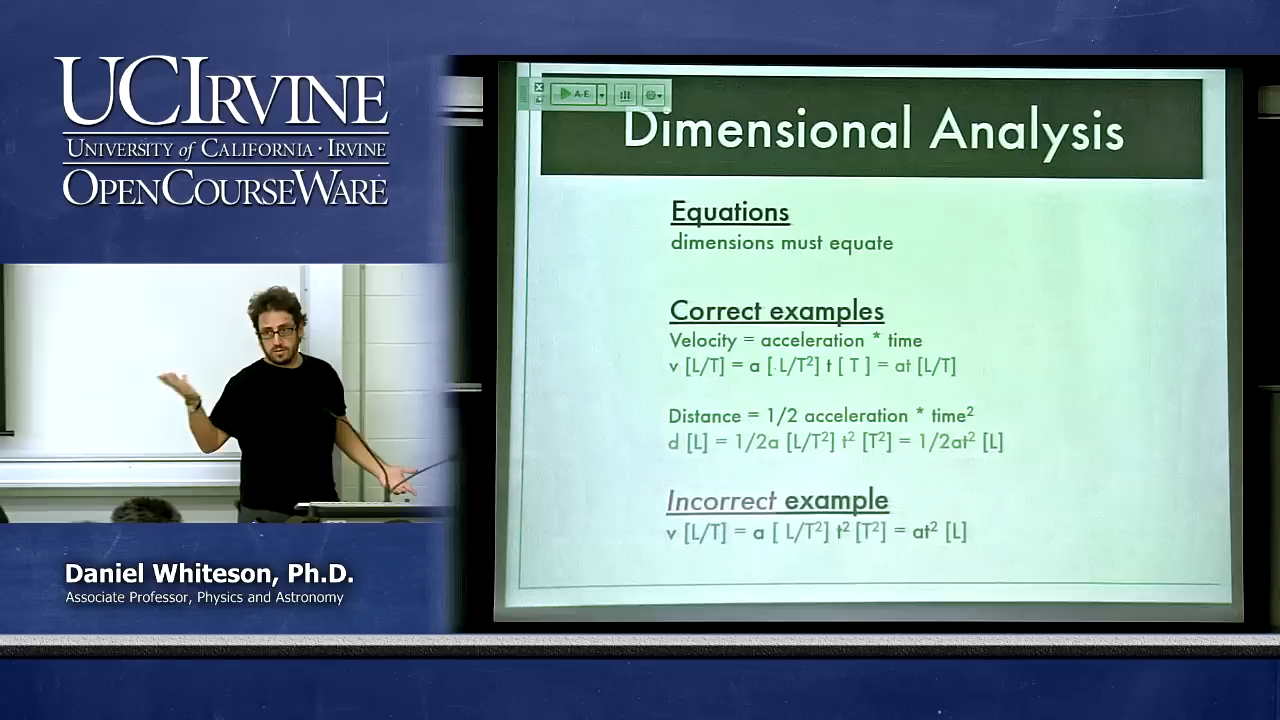 UCIRVINE
UNIVERSITY of CALIFORNIA · IRVINE
OPENCOURSEWARE
A-E
Dimensional Analysis
Equations
dimensions must equate
Correct examples
Velocity = acceleration * time
v [L/T] = a [ L/T²] t [ T ] = at [L/T]
Distance = 1/2 acceleration * time²
d [L] = 1/2a [L/T²] t² [T²] = 1/2at² [L]
Incorrect example
v [L/T] = a [ L/T²] t² [T²] = at² [L]
Daniel Whiteson, Ph.D.
Associate Professor, Physics and Astronomy